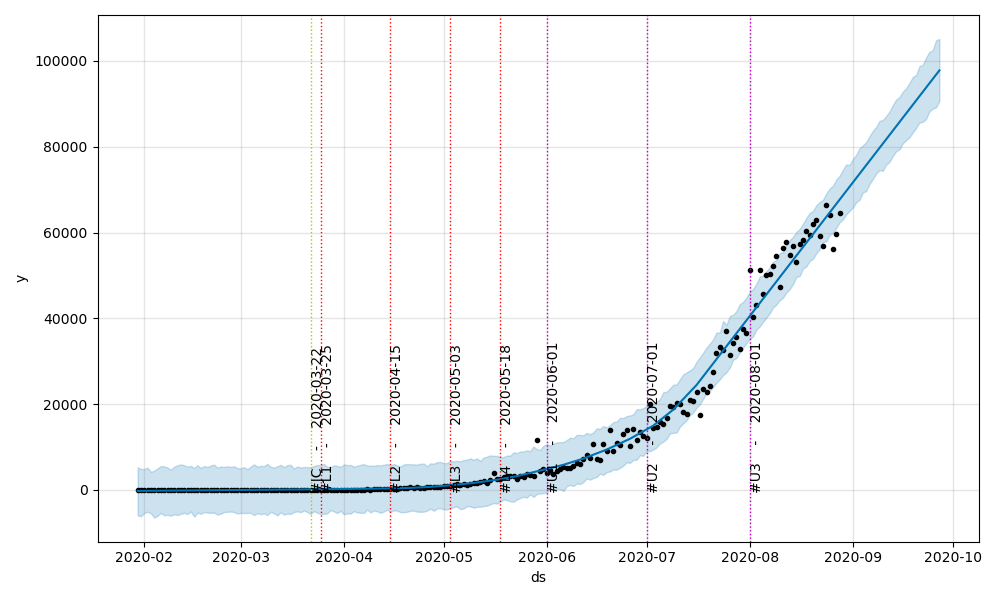 100000
80000
60000
40000
20000
0
y
#JC - 2020-03-22
#L1 - 2020-03-25
#L2 - 2020-04-15
#L3 - 2020-05-03
#L4 - 2020-05-18
#U1 - 2020-06-01
#U2 - 2020-07-01
#U3 - 2020-08-01
2020-02 2020-03 2020-04 2020-05 2020-06 2020-07 2020-08 2020-09 2020-10
ds